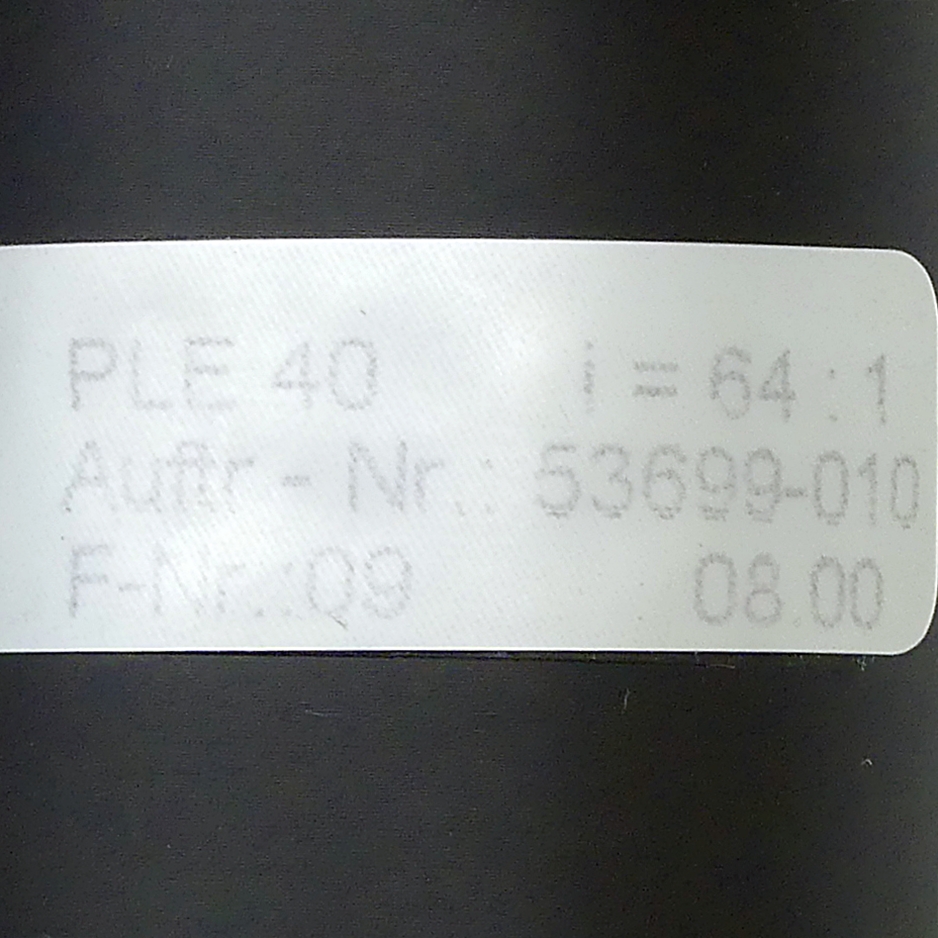 PLE 40 i = 64 : 1
Auftr - Nr.: 53699-010
F-Nr.:09 08.00